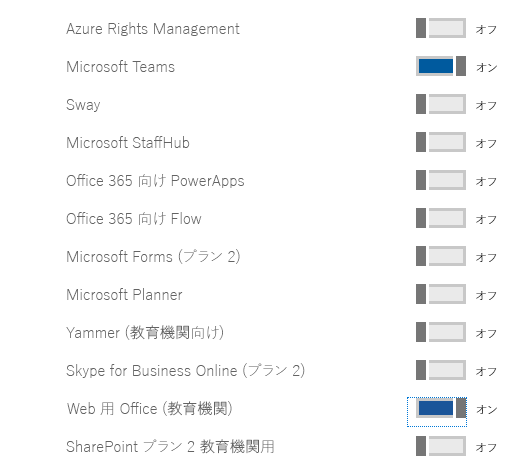 Azure Rights Management オフ
Microsoft Teams オン
Sway オフ
Microsoft StaffHub オフ
Office 365 向け PowerApps オフ
Office 365 向け Flow オフ
Microsoft Forms (プラン 2) オフ
Microsoft Planner オフ
Yammer (教育機関向け) オフ
Skype for Business Online (プラン 2) オフ
Web 用 Office (教育機関) オン
SharePoint プラン 2 教育機関用 オフ